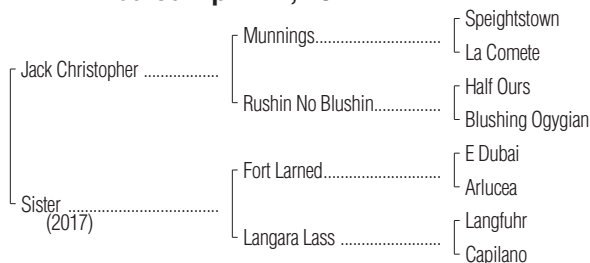 Speightstown
Munnings
La Comete
Jack Christopher
Half Ours
Rushin No Blushin
Blushing Ogygian
E Dubai
Fort Larned
Arlucea
Sister
(2017)
Langfuhr
Langara Lass
Capilano